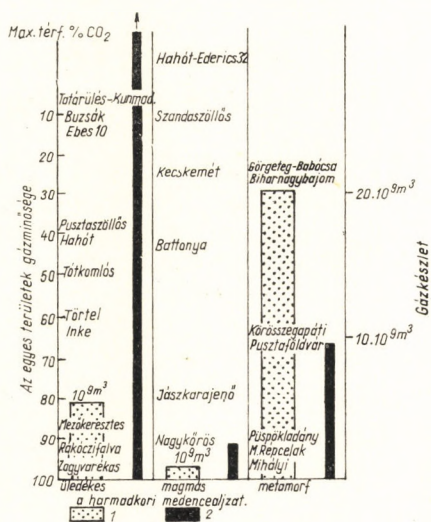 Max. térf. % CO2
Hahót-Ederics 32
Tatárülés-Kunmad.
Buzsák
Ebes 10
10
Szandaszöllős
20
Kecskemét
Görgeteg-Babócsa
Biharnagybajom
30
20.10⁹m³
Pusztaszöllős
Hahót
40
Battonya
Tótkomlós
50
Törtel
Inke
60
Körösszegapáti
Pusztaföldvár
10.10⁹m³
70
Jászkarajenő
80
10⁹m³
Mezőkeresztes
90
Nagykőrös
Rákóczifalva
10⁹m³
Püspökladány
M. Répcelak
Mihályi
Zagyvarékas
100
üledékes
magmás
metamorf
a harmadkori medencealjzat.
1
2
Az egyes területek gázminősége
Gázkészlet